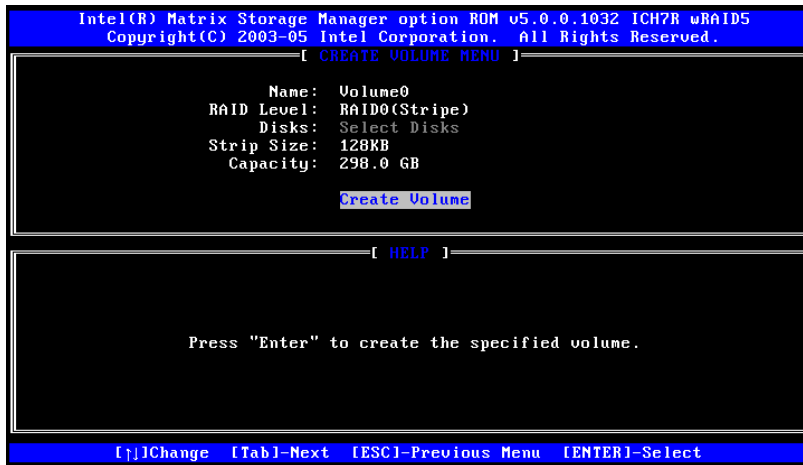 Intel(R) Matrix Storage Manager option ROM v5.0.0.1032 ICH7R wRAID5
Copyright(C) 2003-05 Intel Corporation.  All Rights Reserved.
[ CREATE VOLUME MENU ]
Name: Volume0
RAID Level: RAID0(Stripe)
Disks: Select Disks
Strip Size: 128KB
Capacity: 298.0 GB
Create Volume
[ HELP ]
Press "Enter" to create the specified volume.
[↑↓]Change [Tab]-Next [ESC]-Previous Menu [ENTER]-Select